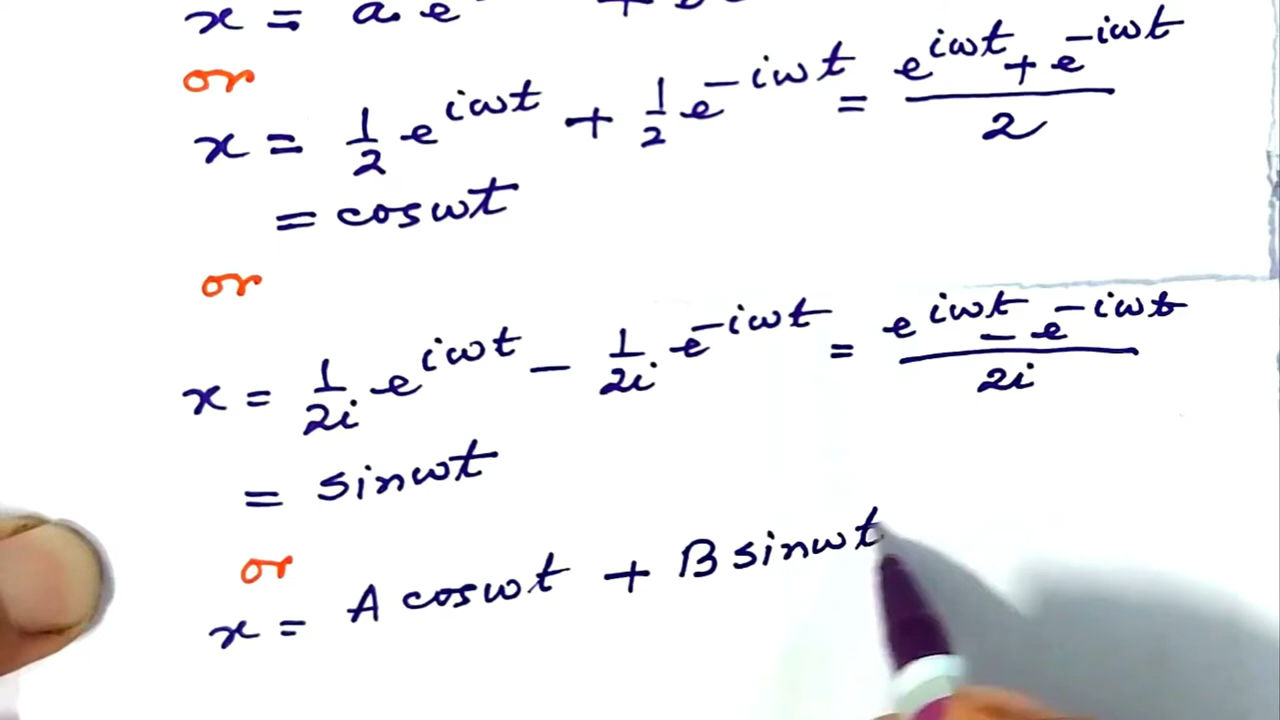 x = a e +
or
x = 1/2 e^{iωt} + 1/2 e^{-iωt} = (e^{iωt} + e^{-iωt})/2
= cosωt
or
x = 1/2i e^{iωt} - 1/2i e^{-iωt} = (e^{iωt} - e^{-iωt})/2i
= sinωt
or
x = A cosωt + B sinωt